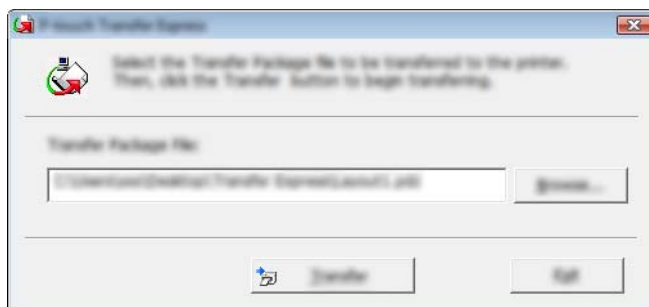 P-touch Transfer Express
Select the Transfer Package file to be transferred to the printer.
Then, click the Transfer button to begin transferring.
Transfer Package File:
Browse...
Transfer
Exit